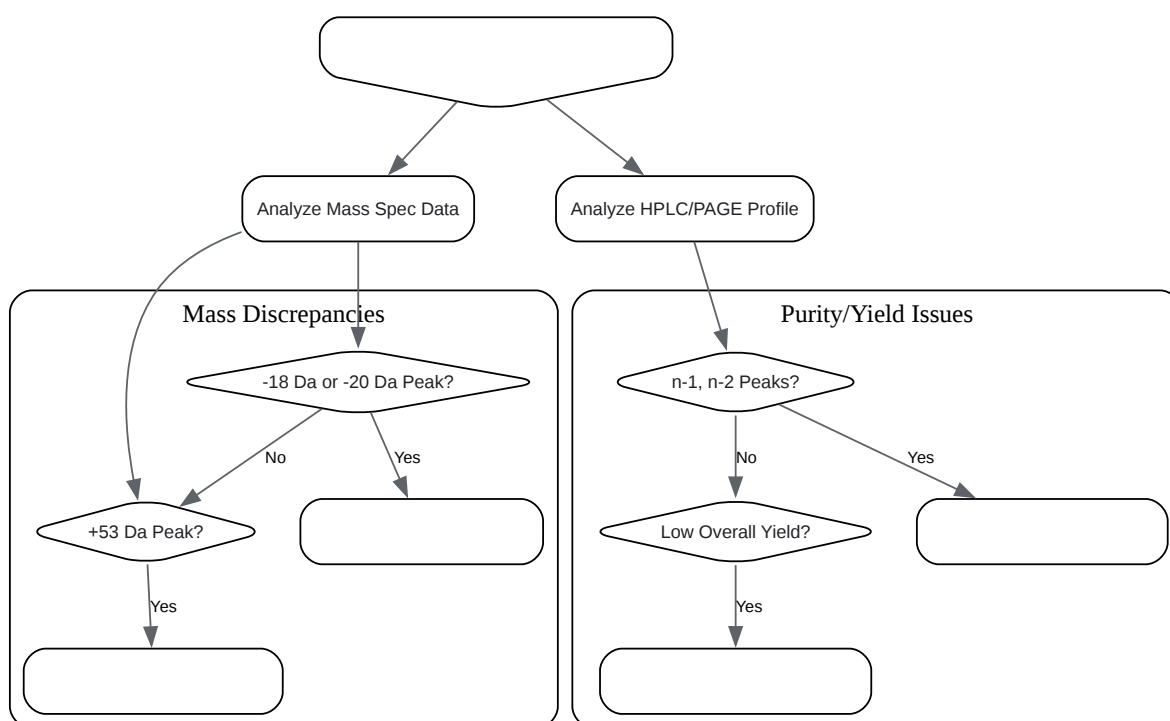 Analyze Mass Spec Data
Analyze HPLC/PAGE Profile
Mass Discrepancies
Purity/Yield Issues
-18 Da or -20 Da Peak?
n-1, n-2 Peaks?
No
Yes
No
Yes
+53 Da Peak?
Low Overall Yield?
Yes
Yes